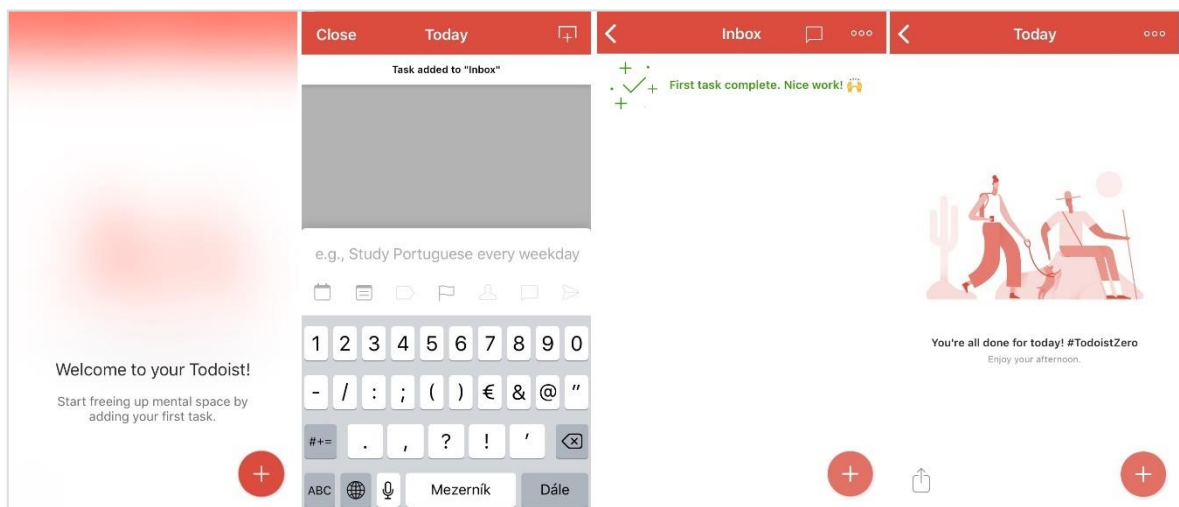 Welcome to your Todoist!
Start freeing up mental space by
adding your first task.
Close Today
Task added to "Inbox"
e.g., Study Portuguese every weekday
1 2 3 4 5 6 7 8 9 0
- / : ; ( ) € & @ "
#+= . , ? ! '
ABC Mezerník Dále
Inbox
First task complete. Nice work! 🙌
Today
You're all done for today! #TodoistZero
Enjoy your afternoon.